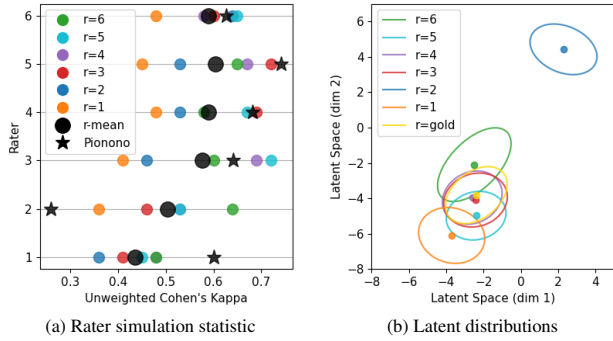 6
5
4
3
2
1
Rater
r=6
r=5
r=4
r=3
r=2
r=1
r-mean
Pionono
0.3 0.4 0.5 0.6 0.7
Unweighted Cohen's Kappa
(a) Rater simulation statistic
8
6
4
2
0
−2
−4
−6
−8
Latent Space (dim 2)
r=6
r=5
r=4
r=3
r=2
r=1
r=gold
−8 −6 −4 −2 0 2 4
Latent Space (dim 1)
(b) Latent distributions